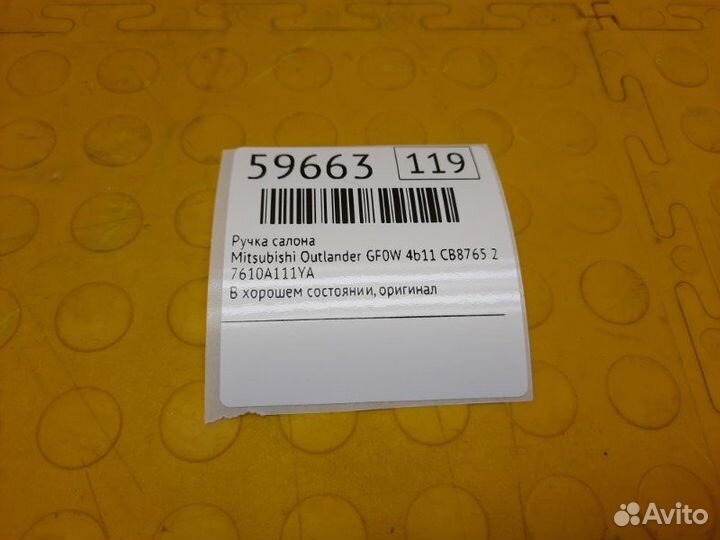 59663 119
Ручка салона
Mitsubishi Outlander GF0W 4b11 CB8765 2
7610A111YA
В хорошем состоянии, оригинал
Avito